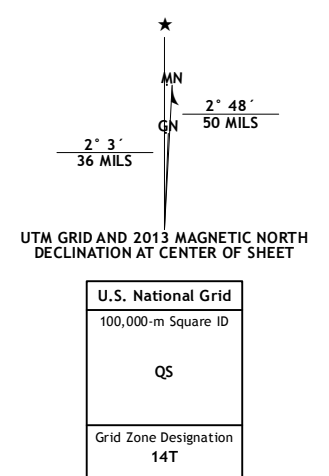 ★
MN
2° 48´
50 MILS
GN
2° 3´
36 MILS
UTM GRID AND 2013 MAGNETIC NORTH
DECLINATION AT CENTER OF SHEET
U.S. National Grid
100,000-m Square ID
QS
Grid Zone Designation
14T